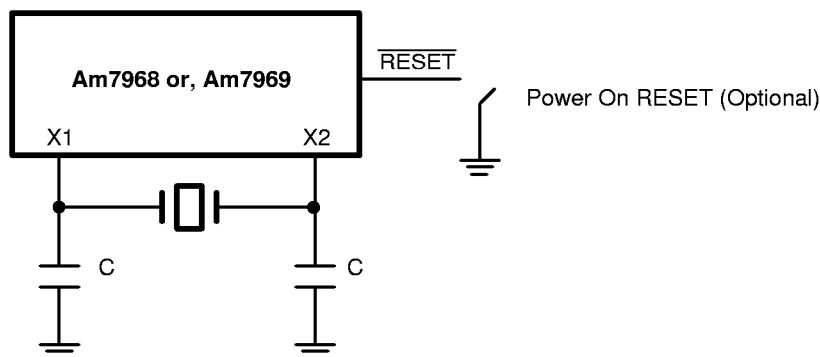 RESET
Am7968 or, Am7969
Power On RESET (Optional)
X1
X2
C
C